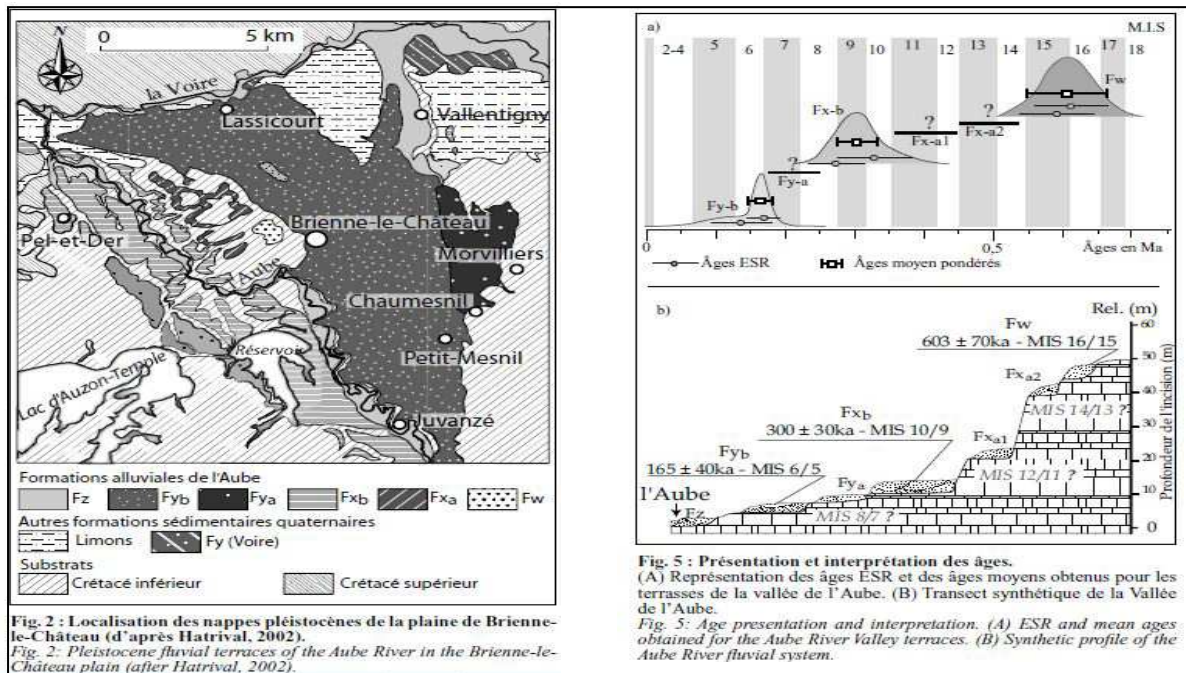 N
0 5 km
la Voire
Lassicourt
Vallentigny
Brienne-le-Château
Pel-et-Der
l'Aube
Morvilliers
Chaumesnil
Réservoir
Petit-Mesnil
Lac d'Auzon-Temple
Juvanzé
Formations alluviales de l'Aube
Fz Fyb Fya Fxb Fxa Fw
Autres formations sédimentaires quaternaires
Limons Fy (Voire)
Substrats
Crétacé inférieur Crétacé supérieur
Fig. 2 : Localisation des nappes pléistocènes de la plaine de Brienne-
le-Château (d'après Hatrival, 2002).
Fig. 2: Pleistocene fluvial terraces of the Aube River in the Brienne-le-
Château plain (after Hatrival, 2002).
a) M.I.S
2-4 5 6 7 8 9 10 11 12 13 14 15 16 17 18
Fw
Fx-b ? ?
Fx-a1 Fx-a2
?
Fy-a
Fy-b
0 0,5 Âges en Ma
Âges ESR Âges moyen pondérés
b) Rel. (m)
Fw 60
603 ± 70ka - MIS 16/15
50
Fxa2
40
Fxb MIS 14/13 ?
300 ± 30ka - MIS 10/9 30
Fxa1
Fyb 20
165 ± 40ka - MIS 6/5
Fya MIS 12/11 ?
l'Aube 10
Fz MIS 8/7 ?
0
Profondeur de l'incision (m)
Fig. 5 : Présentation et interprétation des âges.
(A) Représentation des âges ESR et des âges moyens obtenus pour les
terrasses de la vallée de l'Aube. (B) Transect synthétique de la Vallée
de l'Aube.
Fig. 5: Age presentation and interpretation. (A) ESR and mean ages
obtained for the Aube River Valley terraces. (B) Synthetic profile of the
Aube River fluvial system.